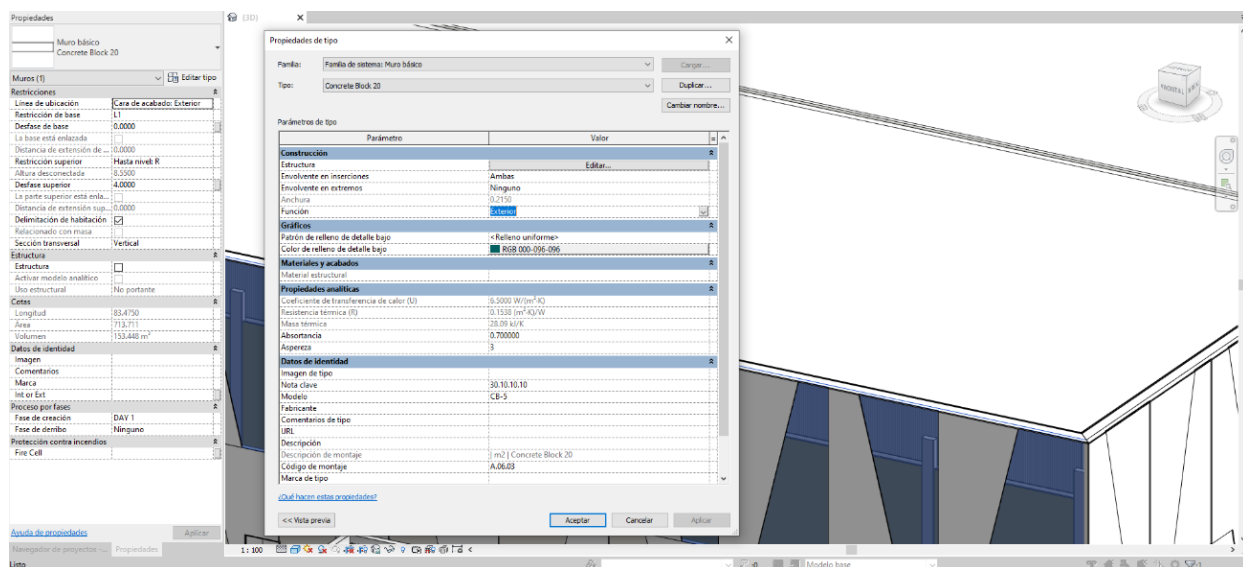 Propiedades
Muro básico
Concrete Block 20
Muros (1)
Editar tipo
Restricciones
Línea de ubicación Cara de acabado: Exterior
Restricción de base L1
Desfase de base 0.0000
La base está enlazada
Distancia de extensión de ... 0.0000
Restricción superior Hasta nivel: R
Altura desconectada 8.5500
Desfase superior 4.0000
La parte superior está enla...
Distancia de extensión sup... 0.0000
Delimitación de habitación
Relacionado con masa
Sección transversal Vertical
Estructura
Estructura
Activar modelo analítico
Uso estructural No portante
Cotas
Longitud 83.4750
Área 713.711
Volumen 153.448 m³
Datos de identidad
Imagen
Comentarios
Marca
Int or Ext
Proceso por fases
Fase de creación DAY 1
Fase de derribo Ninguno
Protección contra incendios
Fire Cell
Ayuda de propiedades
Aplicar
Navegador de proyectos -... Propiedades
Listo
{3D}
Propiedades de tipo
Familia: Familia de sistema: Muro básico Cargar...
Tipo: Concrete Block 20 Duplicar...
Cambiar nombre...
Parámetros de tipo
Parámetro Valor =
Construcción
Estructura Editar...
Envolvente en inserciones Ambas
Envolvente en extremos Ninguno
Anchura 0.2150
Función Exterior
Gráficos
Patrón de relleno de detalle bajo <Relleno uniforme>
Color de relleno de detalle bajo RGB 000-096-096
Materiales y acabados
Material estructural
Propiedades analíticas
Coeficiente de transferencia de calor (U) 6.5000 W/(m²·K)
Resistencia térmica (R) 0.1538 (m²·K)/W
Masa térmica 28.09 kJ/K
Absortancia 0.700000
Aspereza 3
Datos de identidad
Imagen de tipo
Nota clave 30.10.10.10
Modelo CB-5
Fabricante
Comentarios de tipo
URL
Descripción
Descripción de montaje | m2 | Concrete Block 20
Código de montaje A.06.03
Marca de tipo
¿Qué hacen estas propiedades?
<< Vista previa Aceptar Cancelar Aplicar
1 : 100
Modelo base